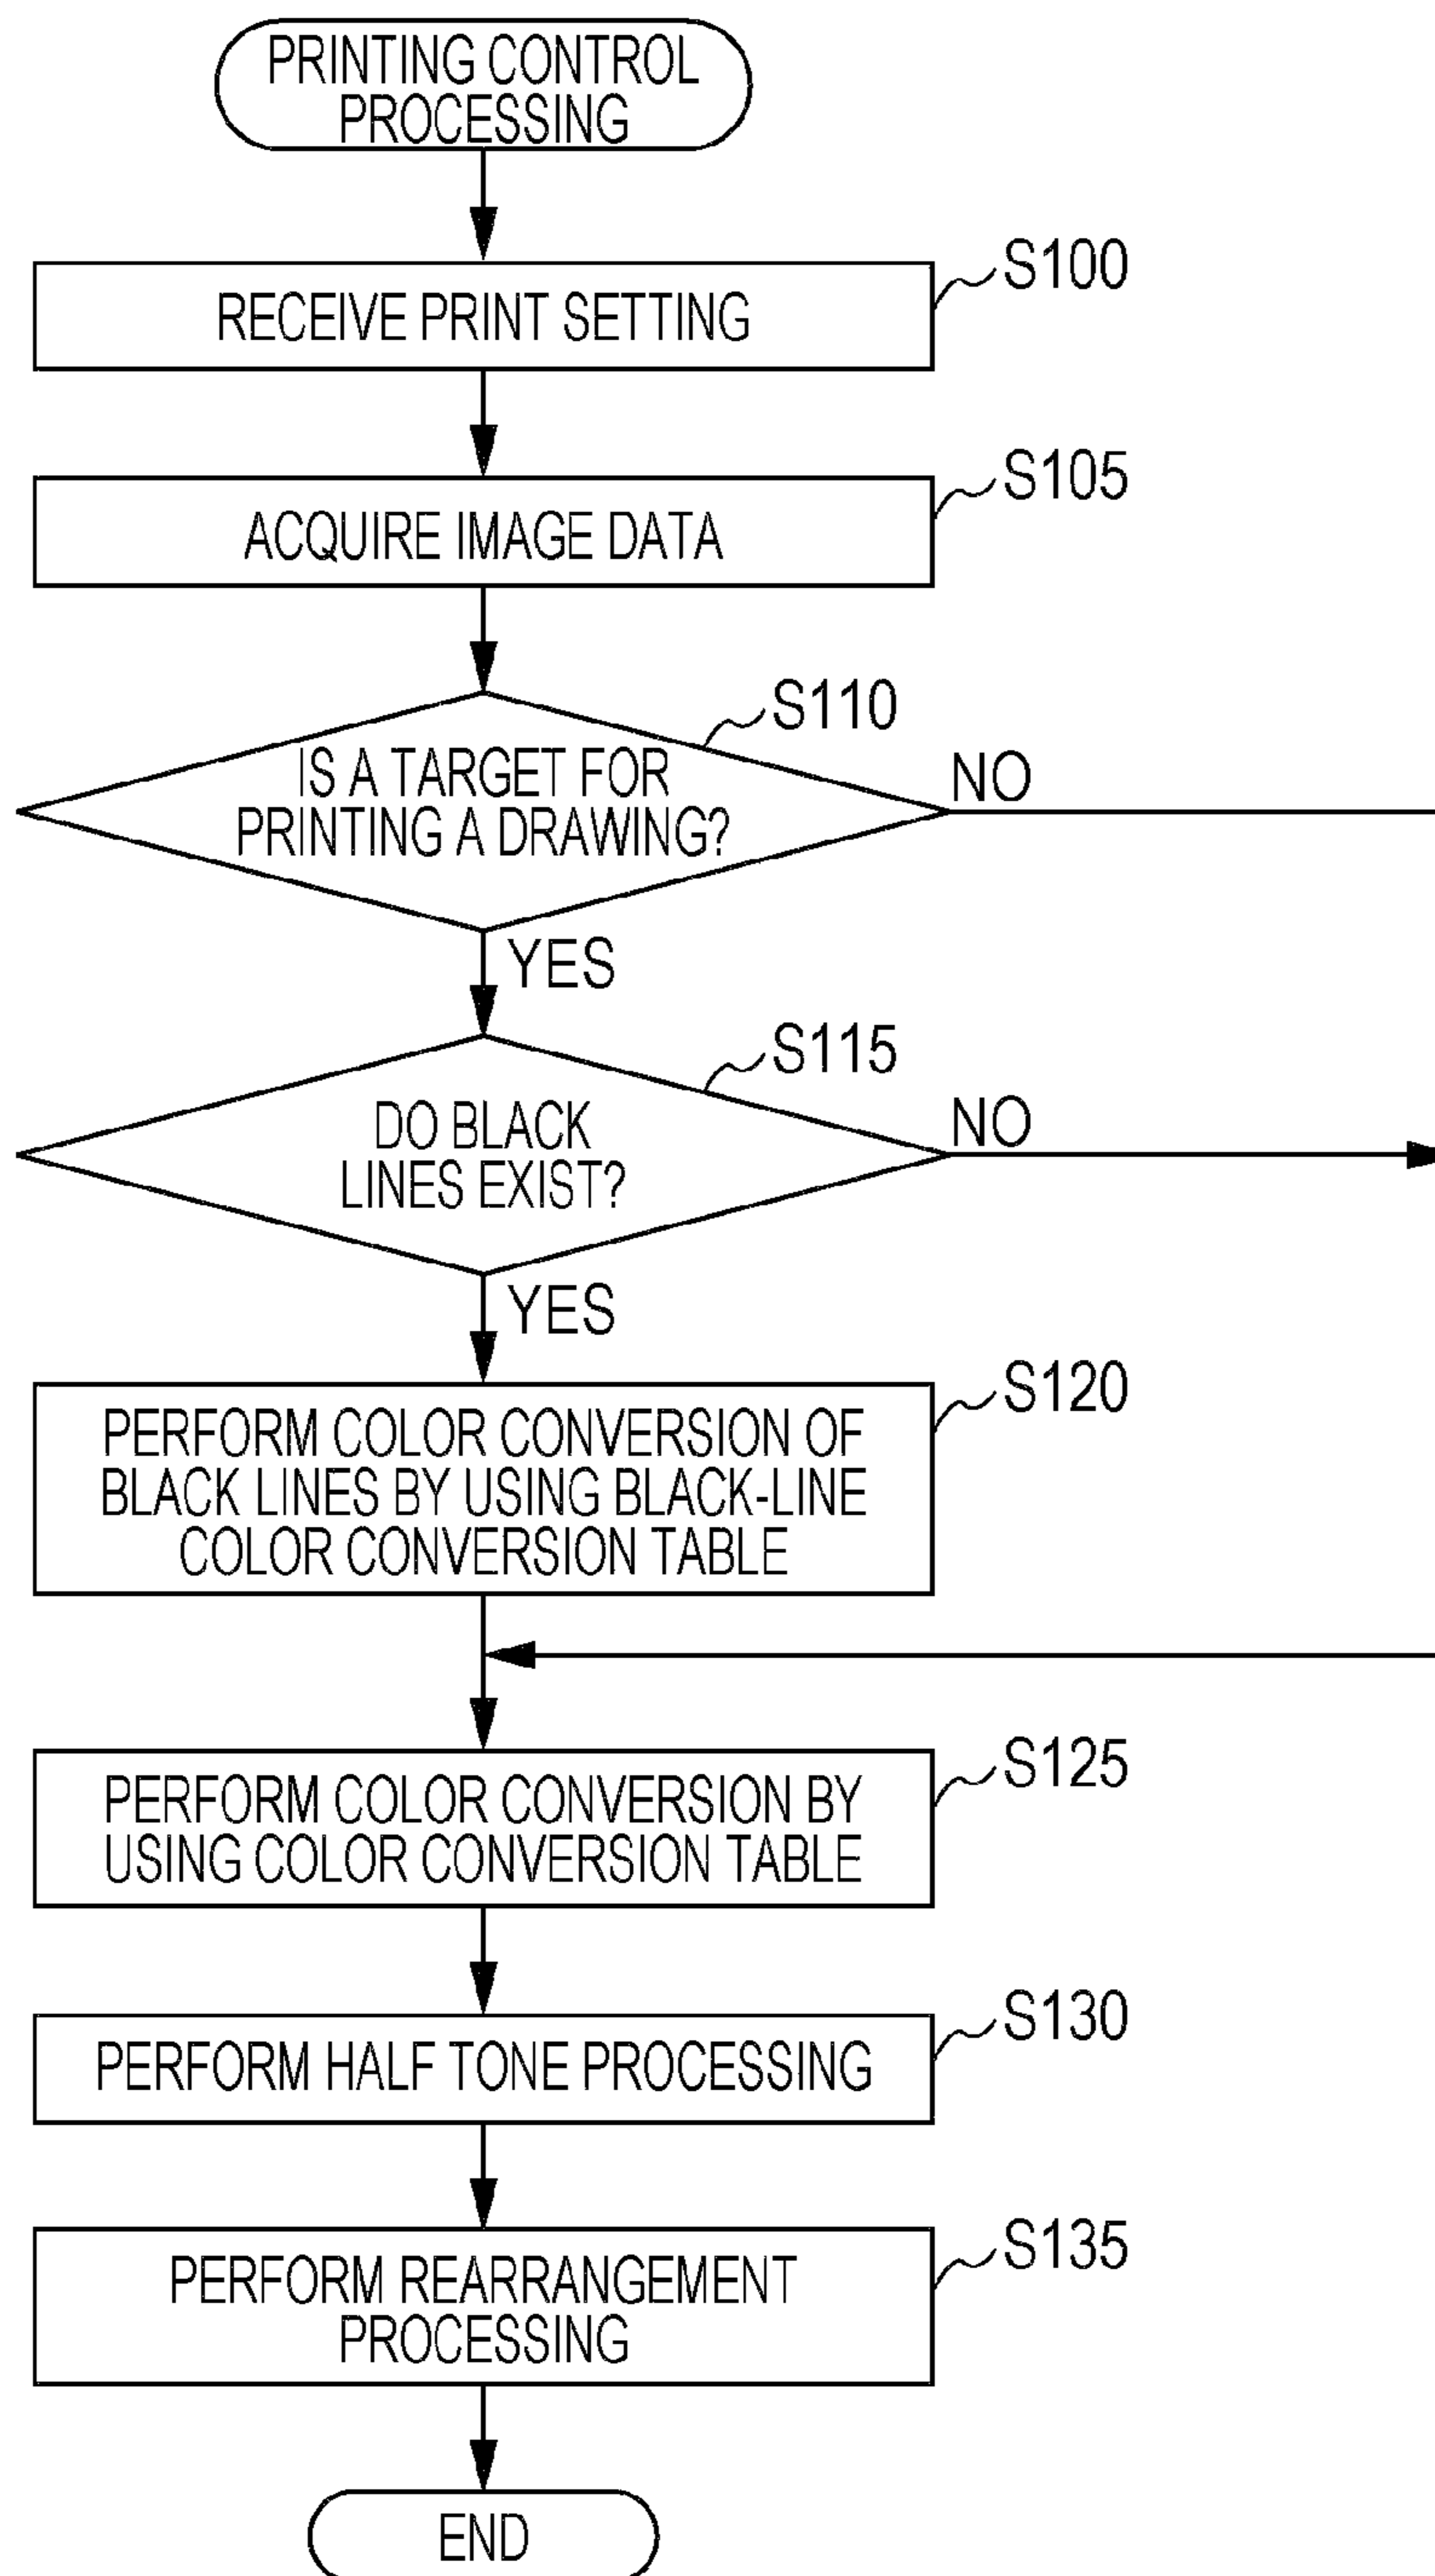 PRINTING CONTROL
PROCESSING
S100
RECEIVE PRINT SETTING
S105
ACQUIRE IMAGE DATA
S110
IS A TARGET FOR
PRINTING A DRAWING?
NO
YES
S115
DO BLACK
LINES EXIST?
NO
YES
S120
PERFORM COLOR CONVERSION OF
BLACK LINES BY USING BLACK-LINE
COLOR CONVERSION TABLE
S125
PERFORM COLOR CONVERSION BY
USING COLOR CONVERSION TABLE
S130
PERFORM HALF TONE PROCESSING
S135
PERFORM REARRANGEMENT
PROCESSING
END